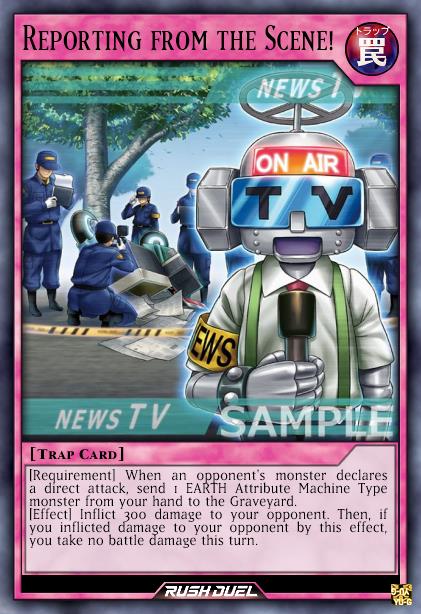 REPORTING FROM THE SCENE!
トラップ
罠
NEWS
ON AIR
TV
EWS
NEWS TV
SAMPLE
[TRAP CARD]
[Requirement] When an opponent's monster declares
a direct attack, send 1 EARTH Attribute Machine Type
monster from your hand to the Graveyard.
[Effect] Inflict 300 damage to your opponent. Then, if
you inflicted damage to your opponent by this effect,
you take no battle damage this turn.
RUSH DUEL